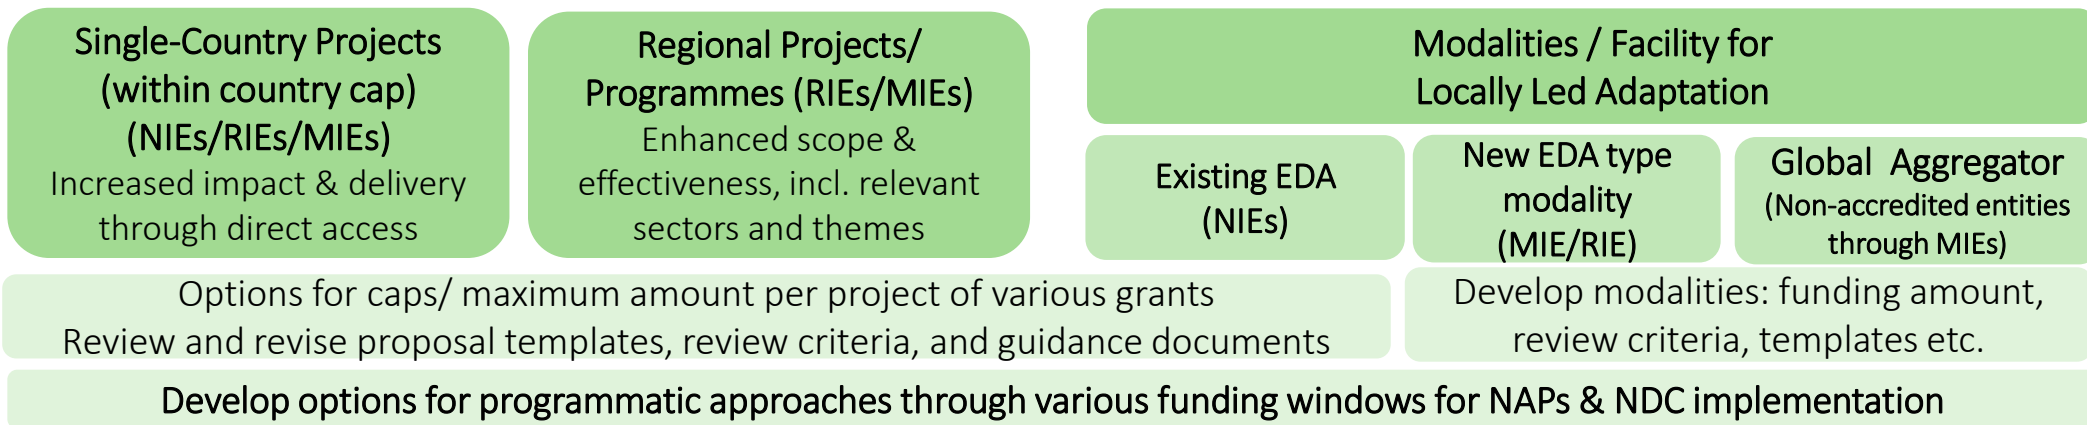 Single-Country Projects
(within country cap)
(NIEs/RIEs/MIEs)
Increased impact & delivery
through direct access
Regional Projects/
Programmes (RIEs/MIEs)
Enhanced scope &
effectiveness, incl. relevant
sectors and themes
Modalities / Facility for
Locally Led Adaptation
Existing EDA
(NIEs)
New EDA type
modality
(MIE/RIE)
Global Aggregator
(Non-accredited entities
through MIEs)
Options for caps/ maximum amount per project of various grants
Review and revise proposal templates, review criteria, and guidance documents
Develop modalities: funding amount,
review criteria, templates etc.
Develop options for programmatic approaches through various funding windows for NAPs & NDC implementation